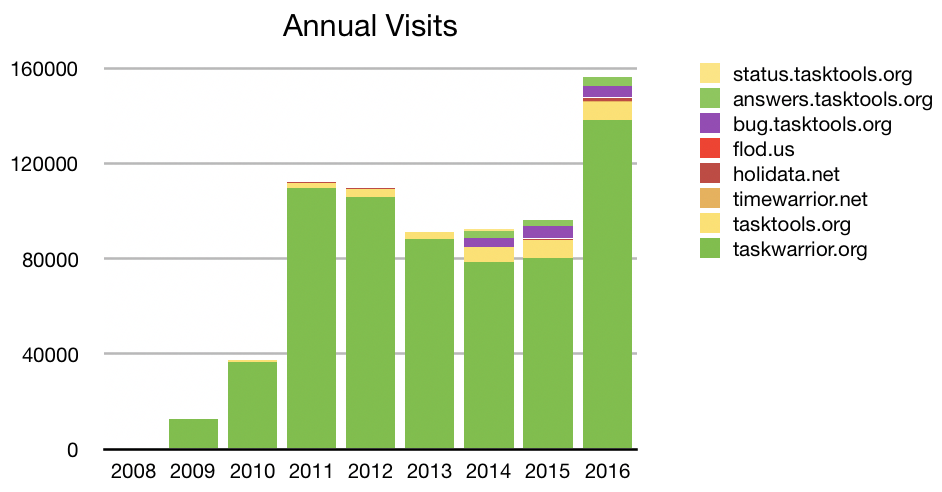 Annual Visits
160000
120000
80000
40000
0
2008 2009 2010 2011 2012 2013 2014 2015 2016
status.tasktools.org
answers.tasktools.org
bug.tasktools.org
flod.us
holidata.net
timewarrior.net
tasktools.org
taskwarrior.org